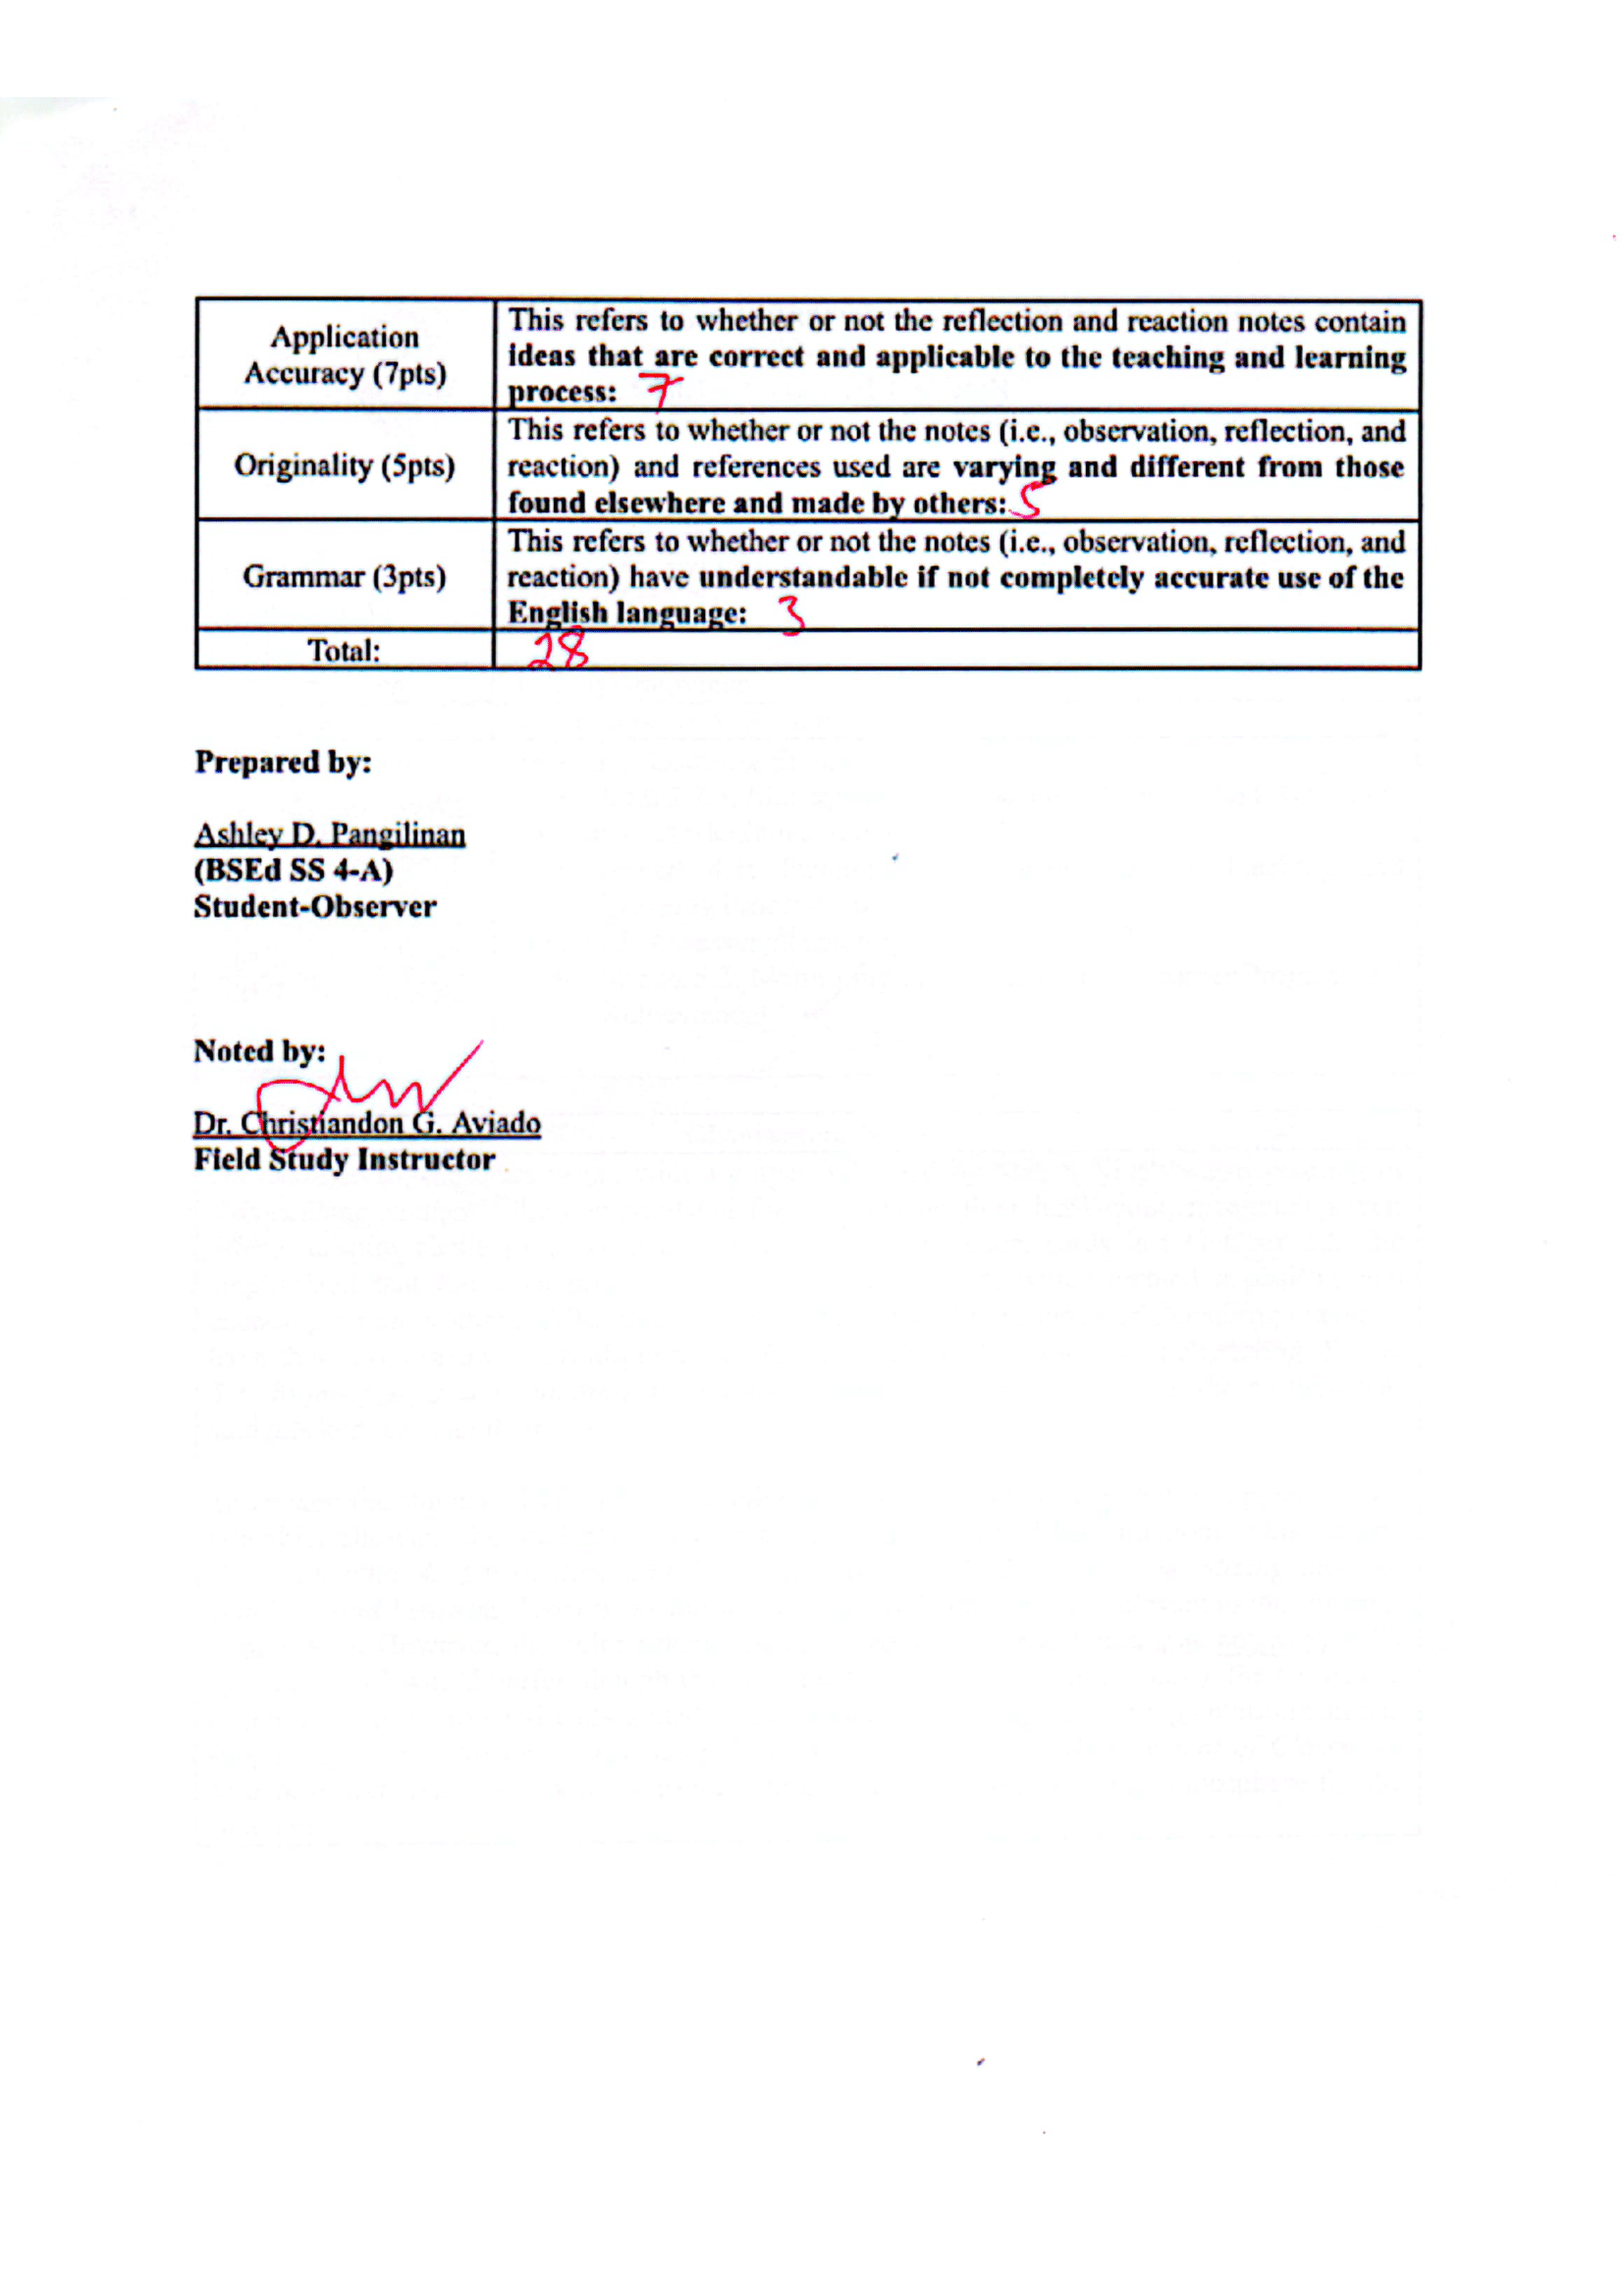 Application
Accuracy (7pts)
This refers to whether or not the reflection and reaction notes contain
ideas that are correct and applicable to the teaching and learning
process: 7
Originality (5pts)
This refers to whether or not the notes (i.e., observation, reflection, and
reaction) and references used are varying and different from those
found elsewhere and made by others: 5
Grammar (3pts)
This refers to whether or not the notes (i.e., observation, reflection, and
reaction) have understandable if not completely accurate use of the
English language: 3
Total:
28
Prepared by:
Ashley D. Pangilinan
(BSEd SS 4-A)
Student-Observer
Noted by:
Dr. Christiandon G. Aviado
Field Study Instructor